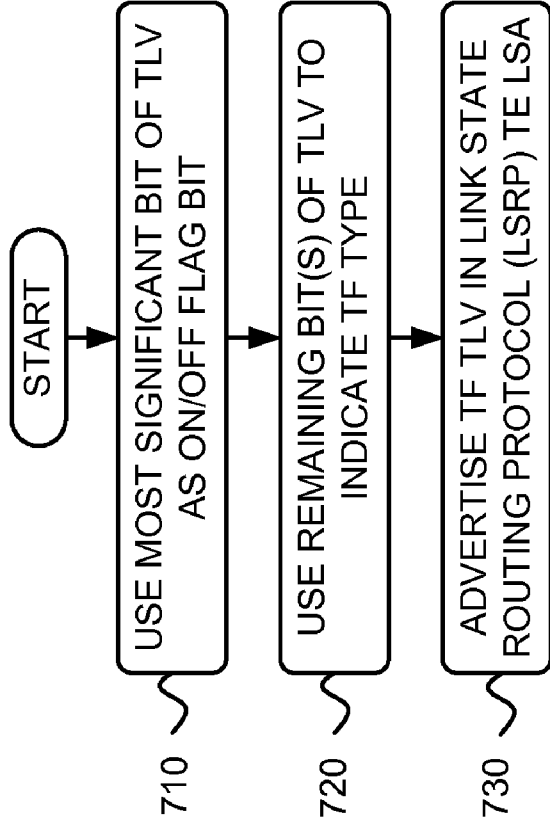 START
710
USE MOST SIGNIFICANT BIT OF TLV
AS ON/OFF FLAG BIT
720
USE REMAINING BIT(S) OF TLV TO
INDICATE TF TYPE
730
ADVERTISE TF TLV IN LINK STATE
ROUTING PROTOCOL (LSRP) TE LSA